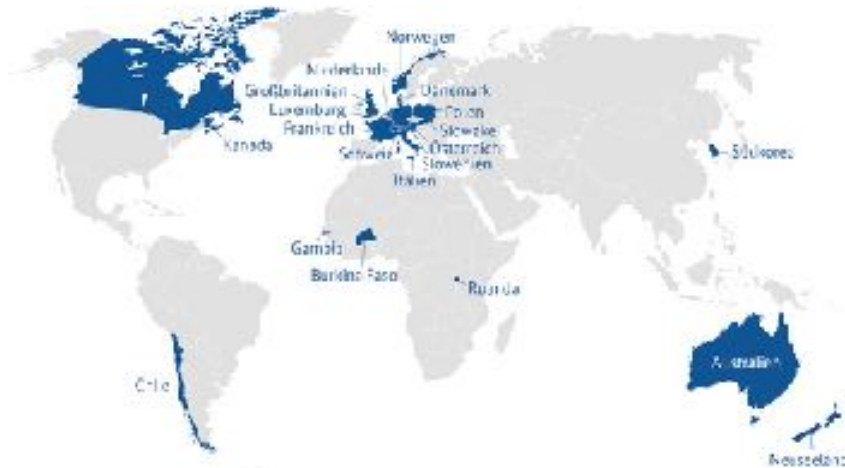 Norwegen
Niederlande
Dänemark
Großbritannien
Luxemburg
Polen
Frankreich
Slowake
Kanada
Österreich
Schweiz
Slowenien
Italien
Südkorea
Gambia
Burkina Faso
Ruanda
Chile
Australien
Neuseeland